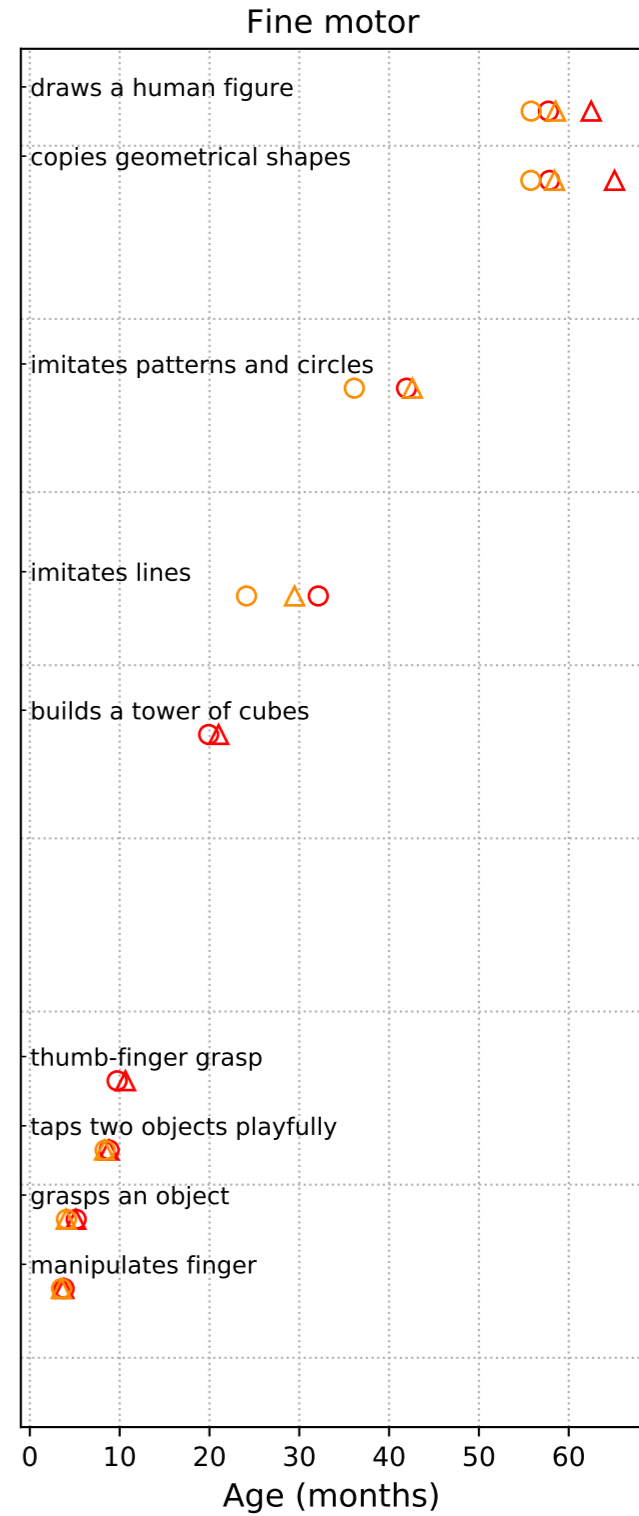 Fine motor
draws a human figure
copies geometrical shapes
imitates patterns and circles
imitates lines
builds a tower of cubes
thumb-finger grasp
taps two objects playfully
grasps an object
manipulates finger
0 10 20 30 40 50 60
Age (months)